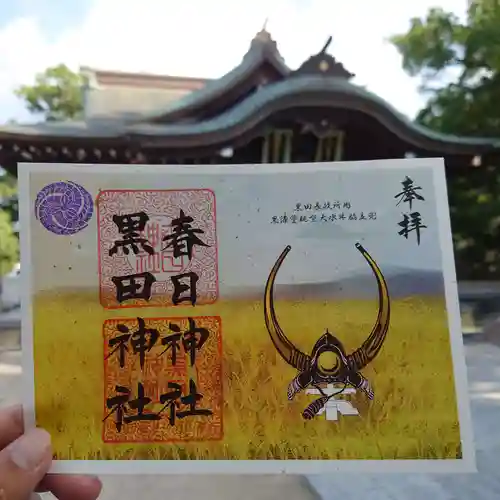 奉拝
黒田長政所用
黒漆塗桃型大水牛脇立兜
春日神社
黒田神社